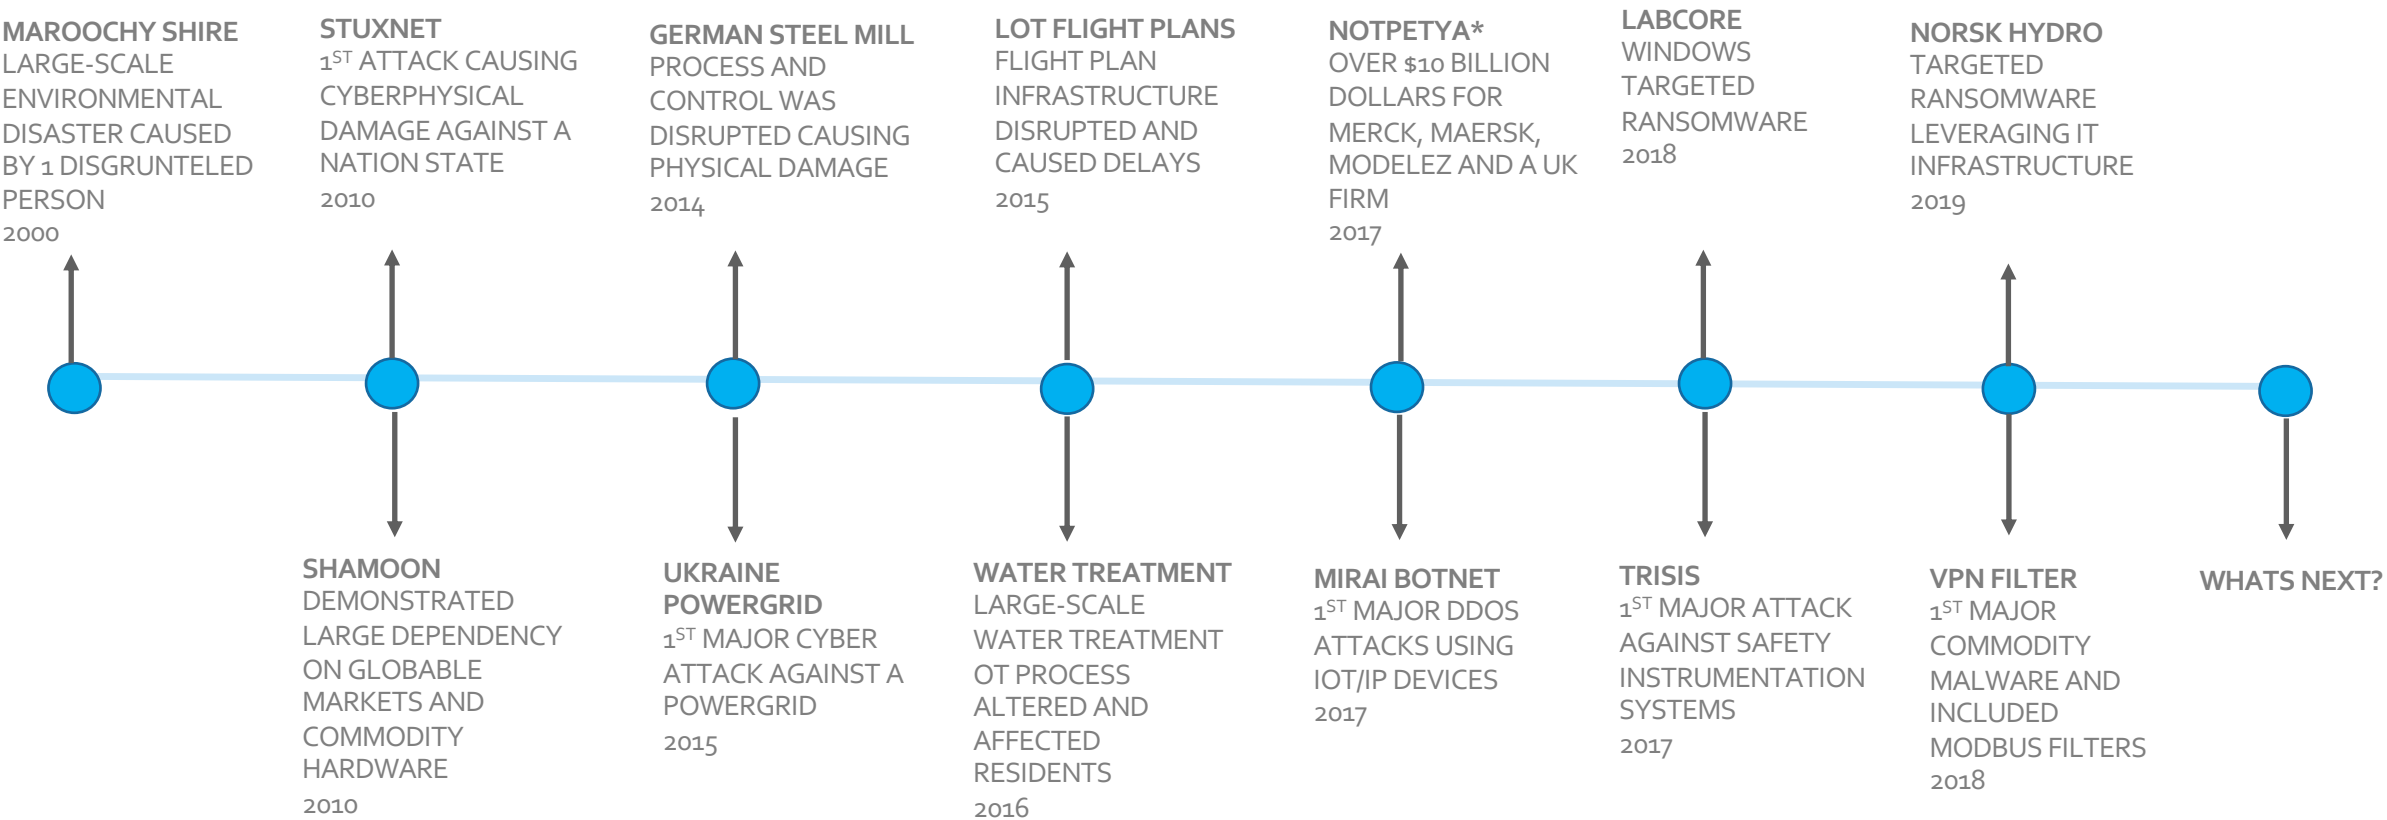 MAROOCHY SHIRE
LARGE-SCALE
ENVIRONMENTAL
DISASTER CAUSED
BY 1 DISGRUNTELED
PERSON
2000
STUXNET
1ST ATTACK CAUSING
CYBERPHYSICAL
DAMAGE AGAINST A
NATION STATE
2010
GERMAN STEEL MILL
PROCESS AND
CONTROL WAS
DISRUPTED CAUSING
PHYSICAL DAMAGE
2014
LOT FLIGHT PLANS
FLIGHT PLAN
INFRASTRUCTURE
DISRUPTED AND
CAUSED DELAYS
2015
NOTPETYA*
OVER $10 BILLION
DOLLARS FOR
MERCK, MAERSK,
MODELEZ AND A UK
FIRM
2017
LABCORE
WINDOWS
TARGETED
RANSOMWARE
2018
NORSK HYDRO
TARGETED
RANSOMWARE
LEVERAGING IT
INFRASTRUCTURE
2019
SHAMOON
DEMONSTRATED
LARGE DEPENDENCY
ON GLOBABLE
MARKETS AND
COMMODITY
HARDWARE
2010
UKRAINE
POWERGRID
1ST MAJOR CYBER
ATTACK AGAINST A
POWERGRID
2015
WATER TREATMENT
LARGE-SCALE
WATER TREATMENT
OT PROCESS
ALTERED AND
AFFECTED
RESIDENTS
2016
MIRAI BOTNET
1ST MAJOR DDOS
ATTACKS USING
IOT/IP DEVICES
2017
TRISIS
1ST MAJOR ATTACK
AGAINST SAFETY
INSTRUMENTATION
SYSTEMS
2017
VPN FILTER
1ST MAJOR
COMMODITY
MALWARE AND
INCLUDED
MODBUS FILTERS
2018
WHATS NEXT?